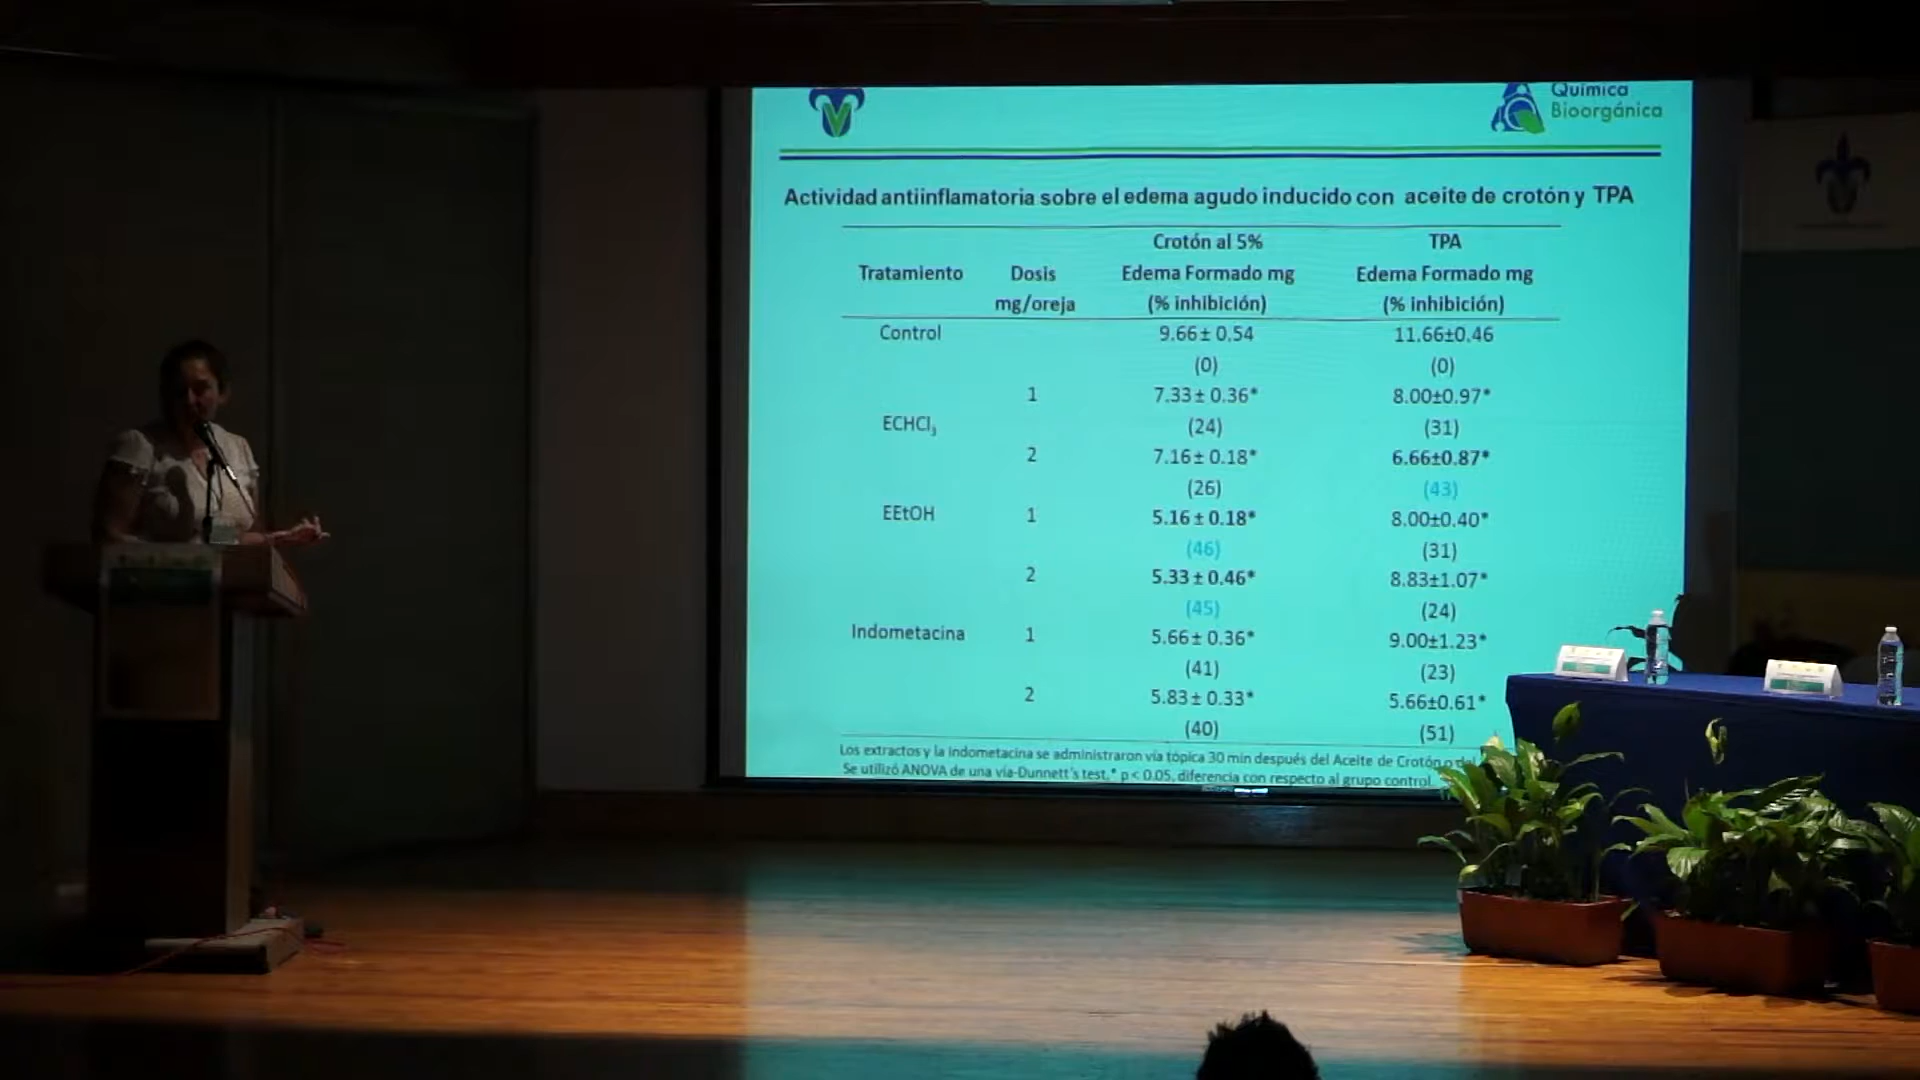 Química
Bioorgánica
Actividad antiinflamatoria sobre el edema agudo inducido con aceite de crotón y TPA
Crotón al 5% TPA
Tratamiento Dosis Edema Formado mg Edema Formado mg
mg/oreja (% inhibición) (% inhibición)
Control 9.66± 0.54 11.66±0.46
(0) (0)
1 7.33± 0.36* 8.00±0.97*
ECHCl₃ (24) (31)
2 7.16± 0.18* 6.66±0.87*
(26) (43)
EEtOH 1 5.16± 0.18* 8.00±0.40*
(46) (31)
2 5.33± 0.46* 8.83±1.07*
(45) (24)
Indometacina 1 5.66± 0.36* 9.00±1.23*
(41) (23)
2 5.83± 0.33* 5.66±0.61*
(40) (51)
Los extractos y la indometacina se administraron vía tópica 30 min después del Aceite de Crotón o del
Se utilizó ANOVA de una vía-Dunnett's test,* p< 0.05, diferencia con respecto al grupo control.